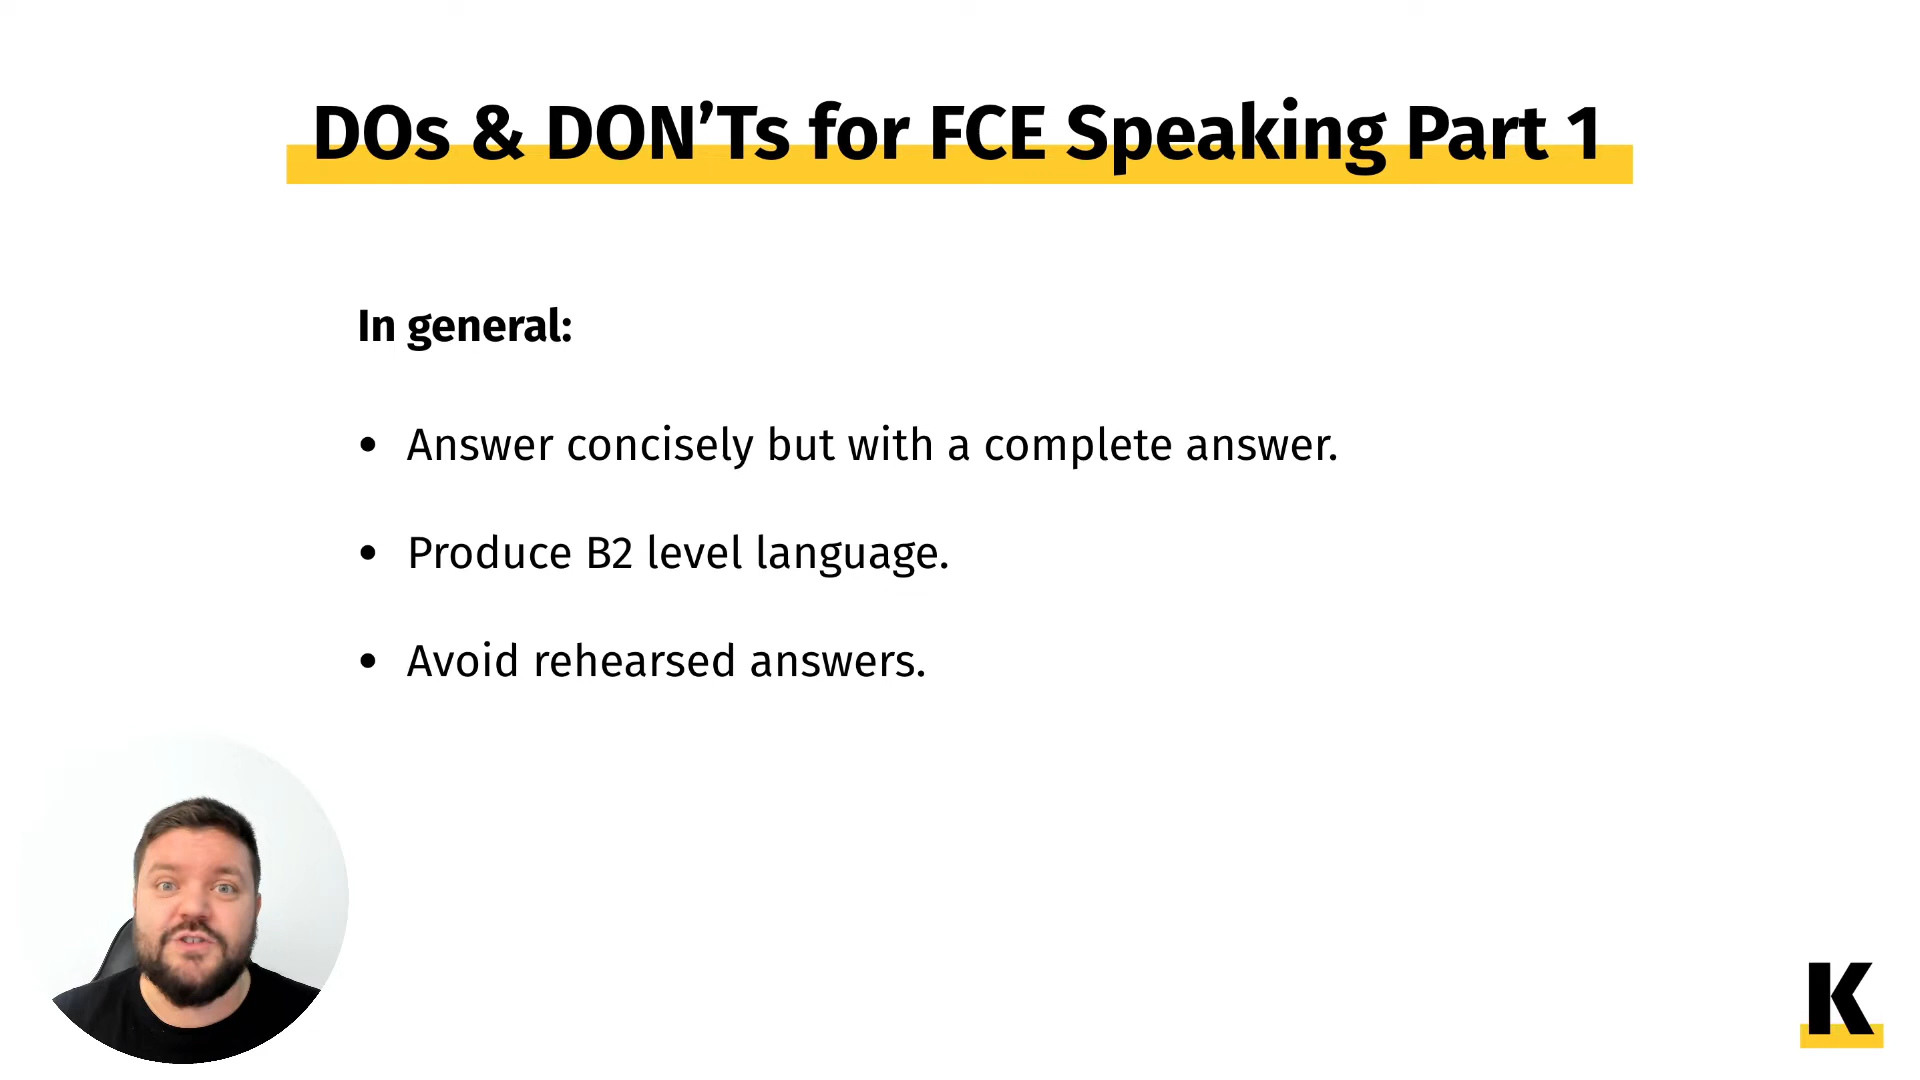 DOs & DON’Ts for FCE Speaking Part 1
In general:
• Answer concisely but with a complete answer.
• Produce B2 level language.
• Avoid rehearsed answers.
K